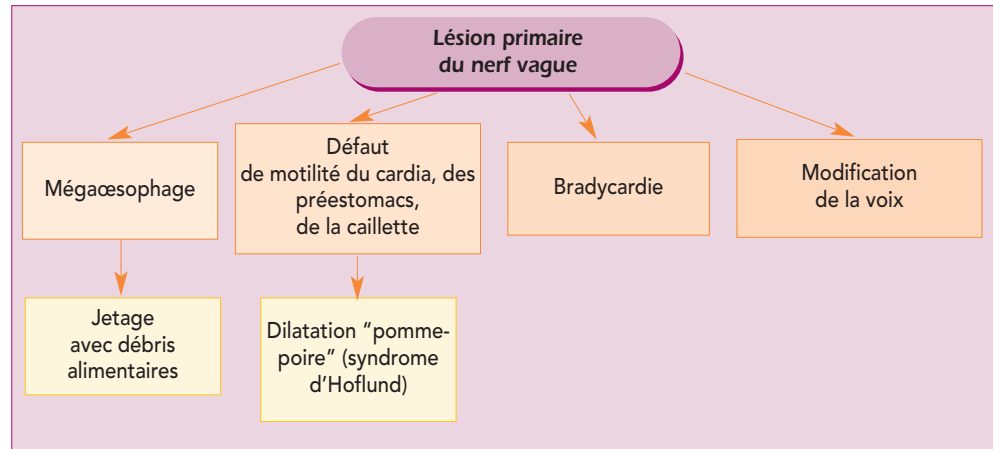 Lésion primaire
du nerf vague
Mégaœsophage
Défaut
de motilité du cardia, des
préestomacs,
de la caillette
Bradycardie
Modification
de la voix
Jetage
avec débris
alimentaires
Dilatation “pomme-
poire” (syndrome
d’Hoflund)